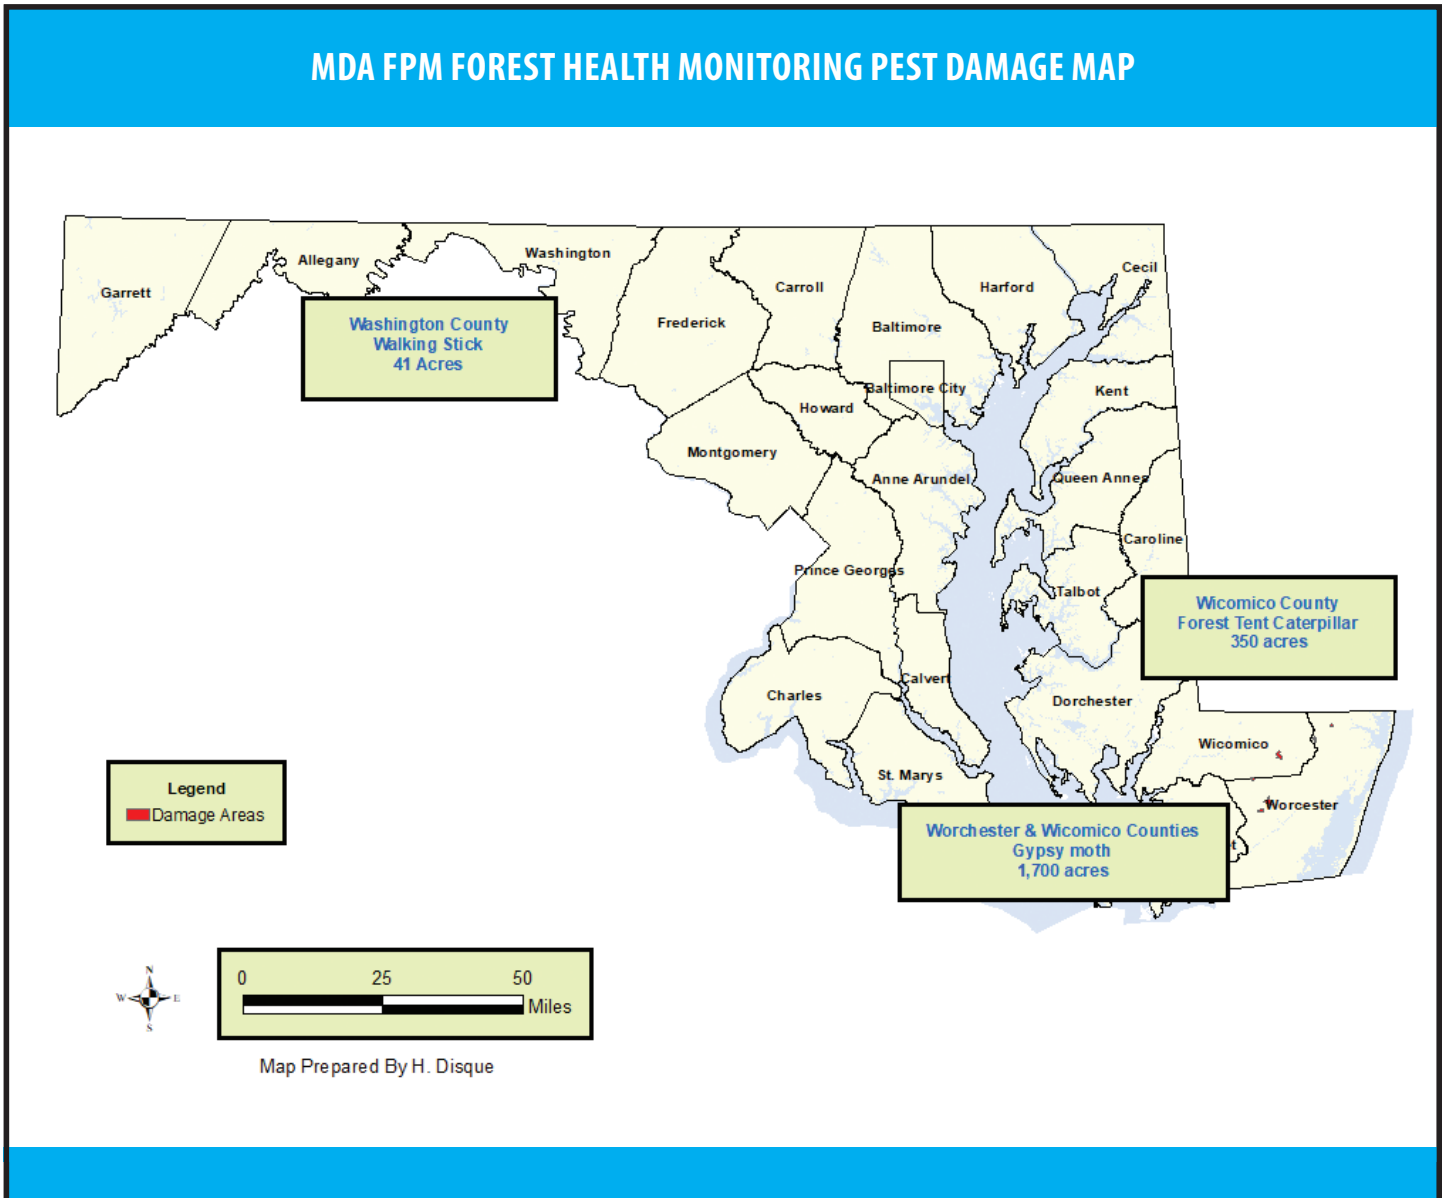 MDA FPM FOREST HEALTH MONITORING PEST DAMAGE MAP
Garrett
Allegany
Washington
Frederick
Carroll
Baltimore
Harford
Cecil
Baltimore City
Howard
Montgomery
Kent
Anne Arundel
Queen Annes
Caroline
Prince Georges
Talbot
Charles
Calvert
Dorchester
St. Marys
Wicomico
Worcester
Washington County
Walking Stick
41 Acres
Wicomico County
Forest Tent Caterpillar
350 acres
Worchester & Wicomico Counties
Gypsy moth
1,700 acres
t
Legend
Damage Areas
N
W E
S
0 25 50
Miles
Map Prepared By H. Disque